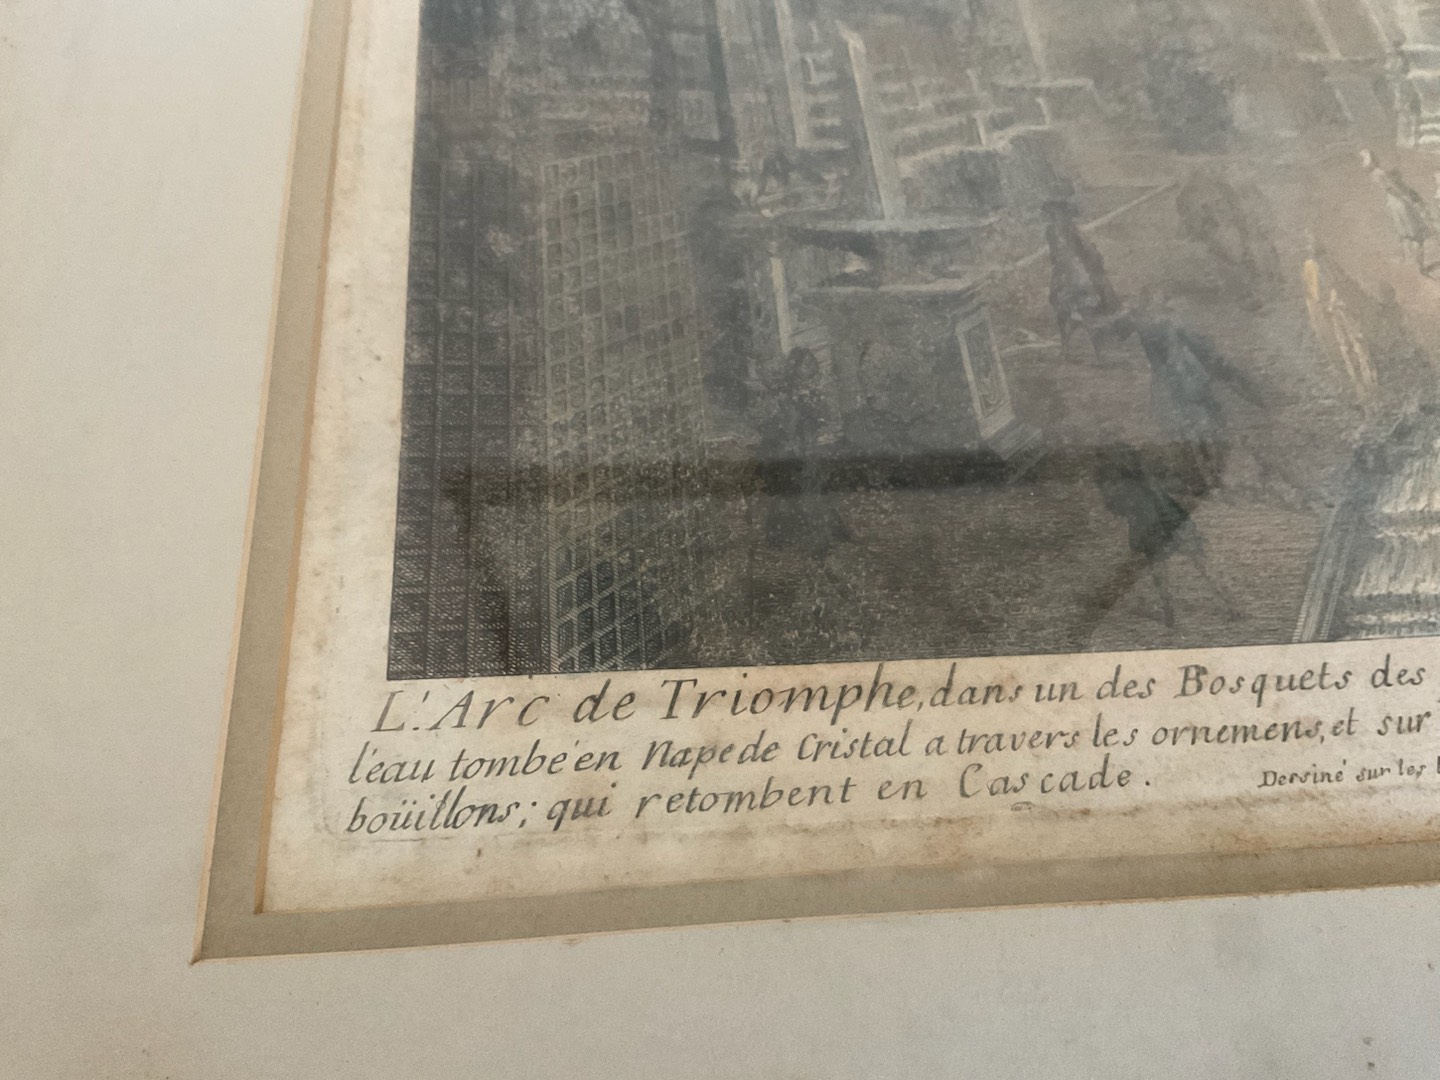 L'Arc de Triomphe, dans un des Bosquets des
l'eau tombe en Nape de Cristal a travers les ornemens, et sur
boüillons; qui retombent en Cascade. Dessiné sur les